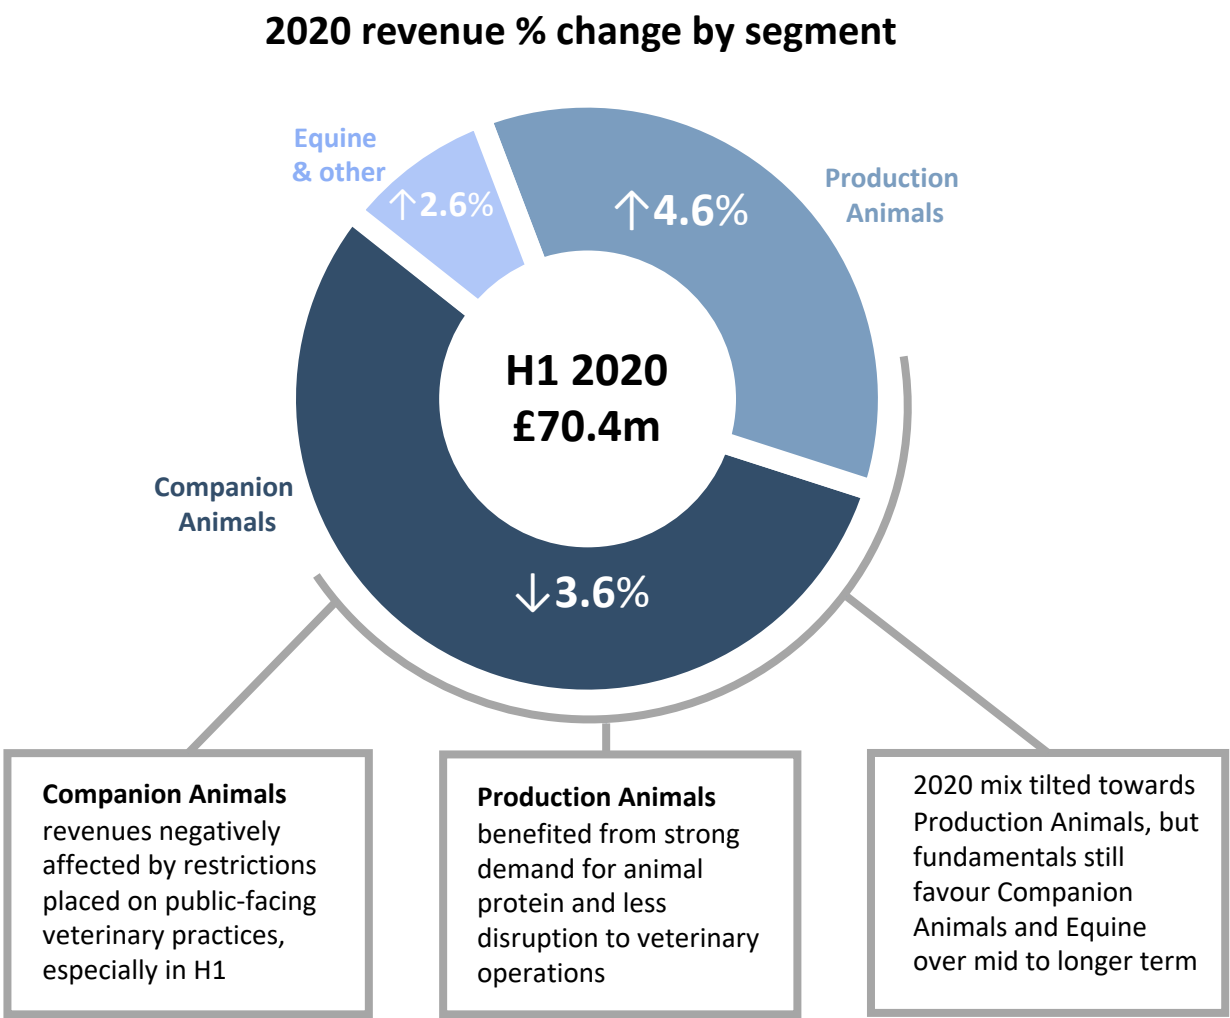 2020 revenue % change by segment
Equine
& other
↑2.6%
↑4.6%
Production
Animals
H1 2020
£70.4m
Companion
Animals
↓3.6%
Companion Animals
revenues negatively
affected by restrictions
placed on public-facing
veterinary practices,
especially in H1
Production Animals
benefited from strong
demand for animal
protein and less
disruption to veterinary
operations
2020 mix tilted towards
Production Animals, but
fundamentals still
favour Companion
Animals and Equine
over mid to longer term